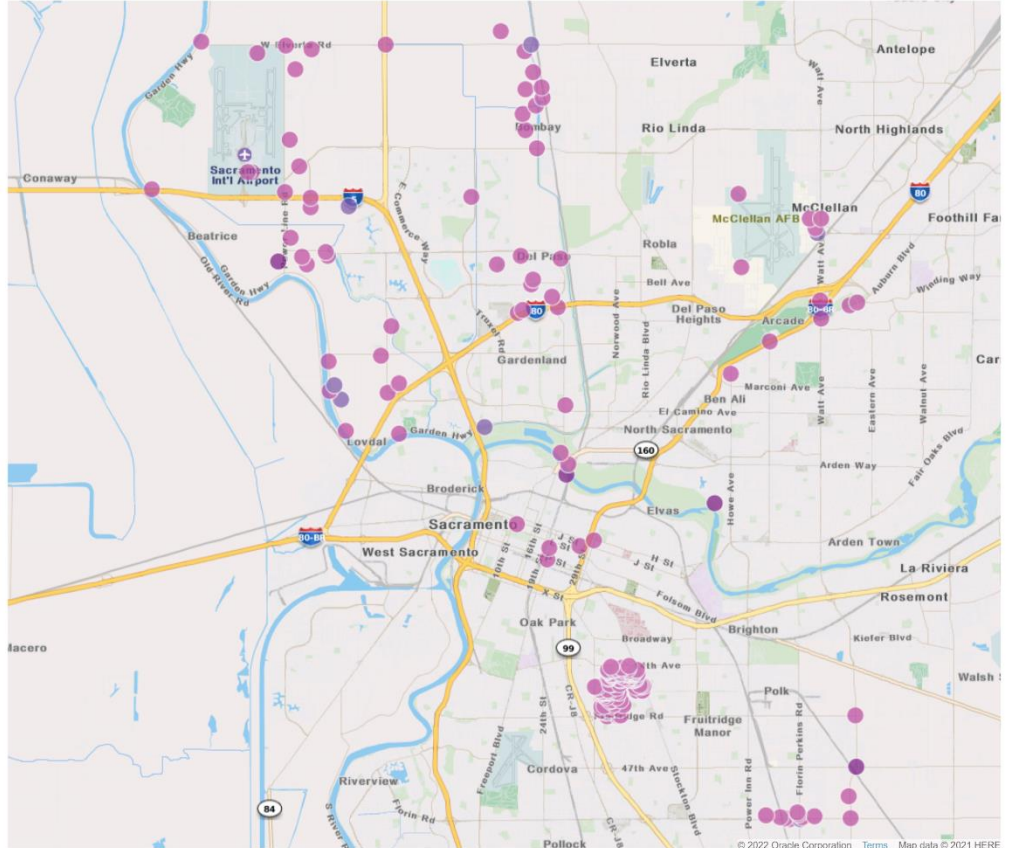 Antelope
Elverta
Garden Hwy
W Elverta Rd
Watt Ave
Rio Linda
North Highlands
Sacramento
Int'l Airport
Conaway
80
5
McClellan
McClellan AFB
E Commerce Way
Beatrice
Robla
Watt Ave
Auburn Blvd
Garden Hwy
Old River Rd
Del Paso
Bell Ave
Winding Way
80
Del Paso
Heights
80-BR
Arcade
Truxel Rd
Norwood Ave
Rio Linda Blvd
Gardenland
Marconi Ave
Ben Ali
El Camino Ave
Watt Ave
Eastern Ave
Walnut Ave
Lovdal
Garden Hwy
North Sacramento
160
Arden Way
Fair Oaks Blvd
Broderick
Howe Ave
Elvas
Sacramento
80-BR
West Sacramento
10th St
16th St
19th St
29th St
J St
H St
J St
X St
Arden Town
La Riviera
Rosemont
Folsom Blvd
Oak Park
Brighton
Broadway
Kiefer Blvd
99
Polk
CR-J8
24th St
Fruitridge
Manor
Florin Perkins Rd
Freeport Blvd
Cordova
47th Ave
Stockton Blvd
Power Inn Rd
Riverview
84
Florin Rd
S River
CR-J8
Pollock
© 2022 Oracle Corporation Terms Map data © 2021 HERE